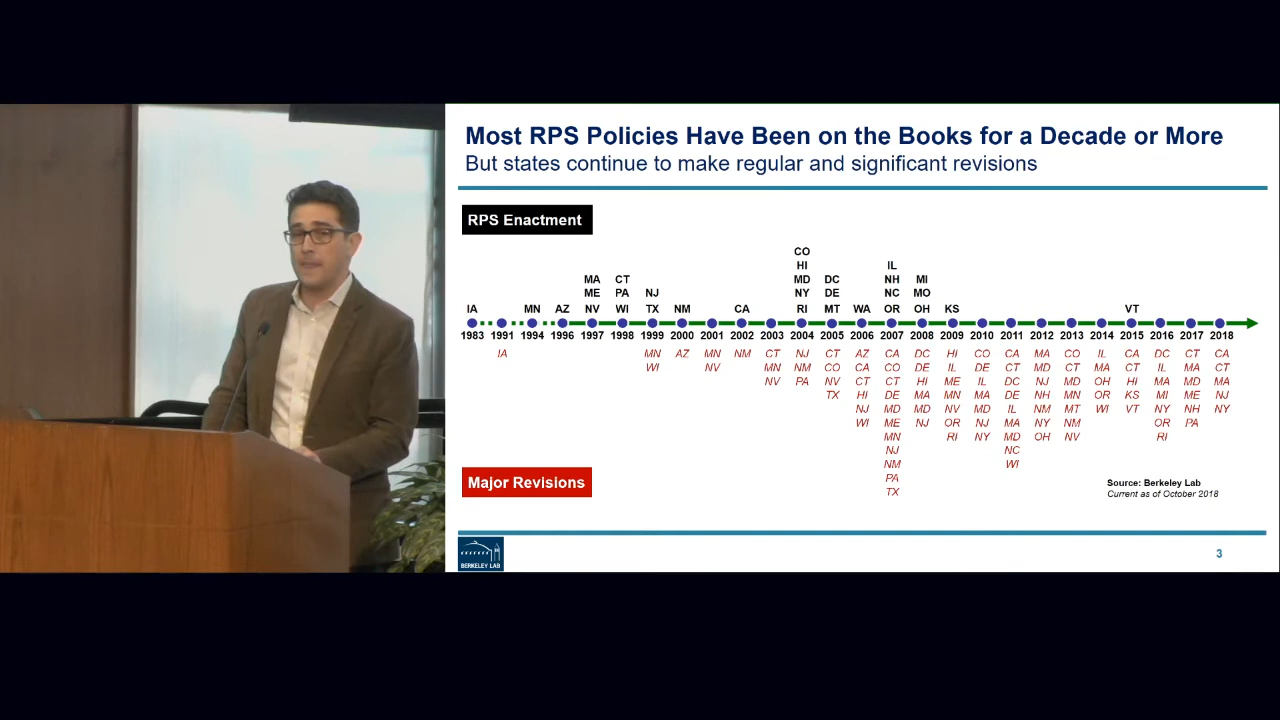 Most RPS Policies Have Been on the Books for a Decade or More
But states continue to make regular and significant revisions
RPS Enactment
CO IL
HI NH MI
MA CT MD DC NC MO
ME PA NJ NY DE OR OH
IA MN AZ NV WI TX NM CA RI MT WA KS VT
1983 1991 1994 1996 1997 1998 1999 2000 2001 2002 2003 2004 2005 2006 2007 2008 2009 2010 2011 2012 2013 2014 2015 2016 2017 2018
IA MN AZ MN NM CT NJ CT AZ CA DC HI CO CA MA CO IL CA DC CT CA
WI NV MN NM CO CA CO DE IL DE CT MD CT MA CT IL MA CT
NV PA NV CT CT HI ME IL DC NJ MD OH HI MA MD MA
TX HI DE MA MN MA DE NH MN OR KS MI ME NJ
NJ MD MD NV MD IL NM MT WI VT NY NH NY
WI ME NJ OR NJ MA NY NM OR PA
MN RI NY MD OH NV RI
NJ NC
NM WI
PA
TX
Major Revisions
Source: Berkeley Lab
Current as of October 2018
BERKELEY LAB
3